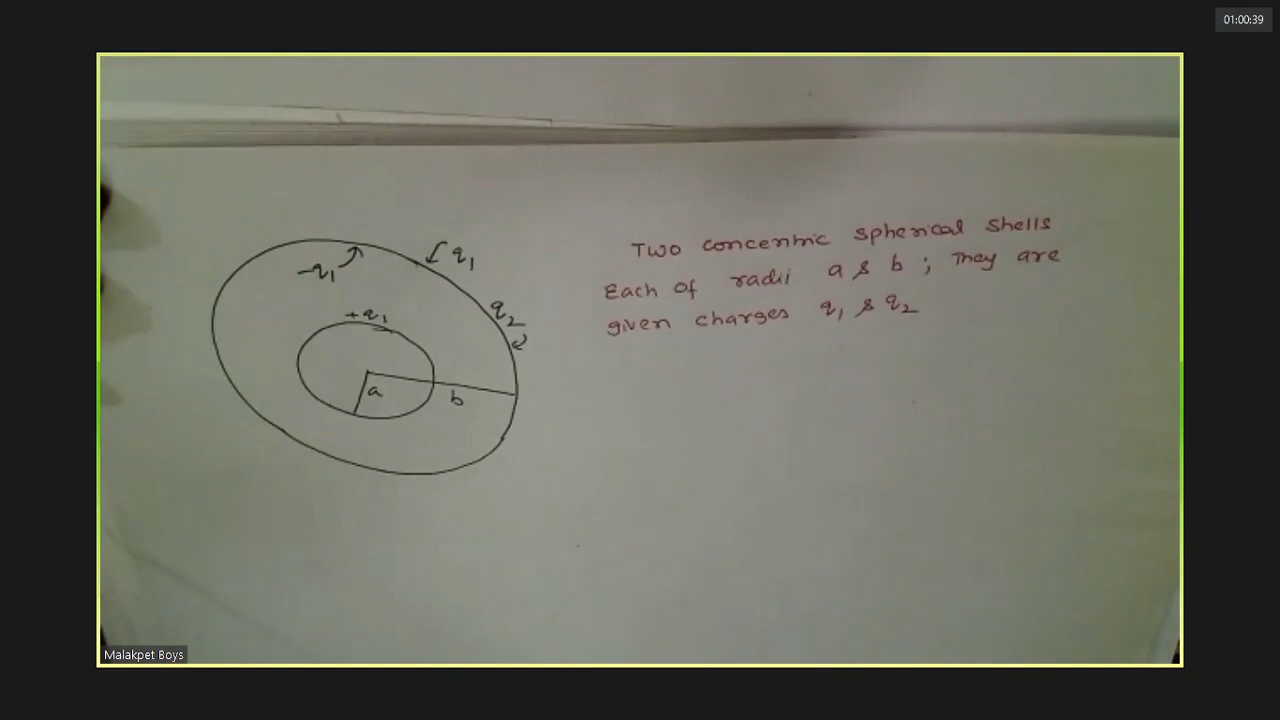 01:00:39
Two concentric spherical shells
Each of radii a & b ; They are
given charges q₁ & q₂
-q₁
q₁
q₂
+q₁
a
b
Malakpet Boys